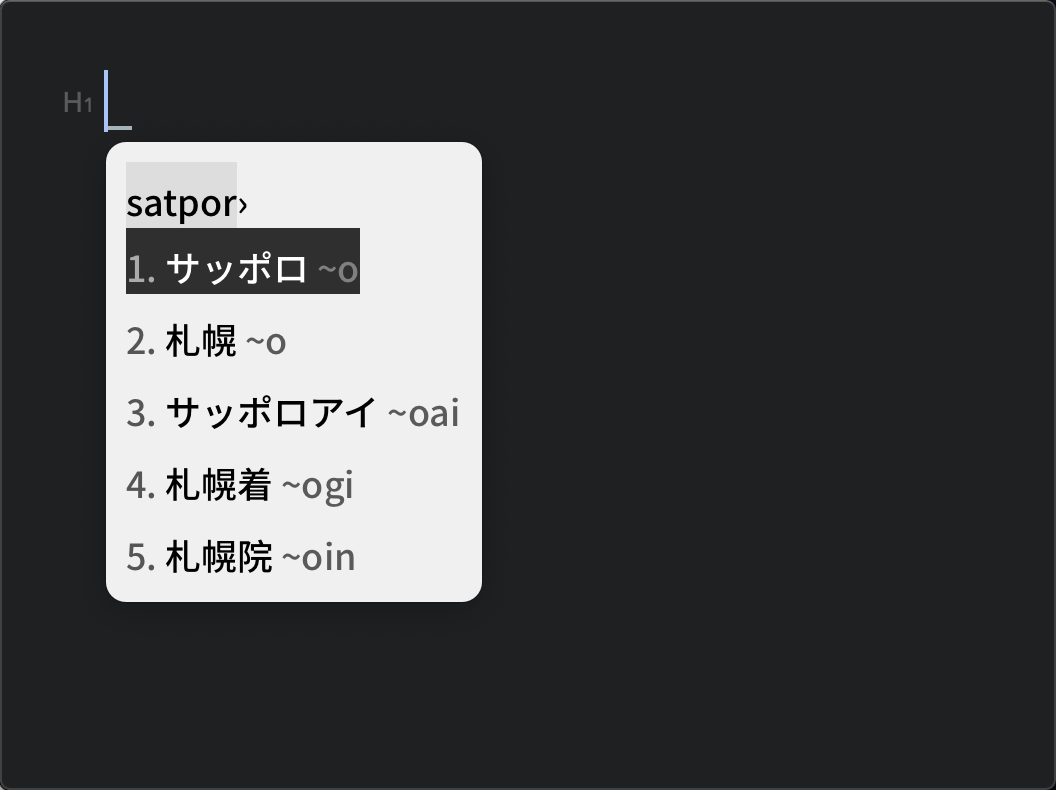 H1
satpor›
1. サッポロ ~o
2. 札幌 ~o
3. サッポロアイ ~oai
4. 札幌着 ~ogi
5. 札幌院 ~oin